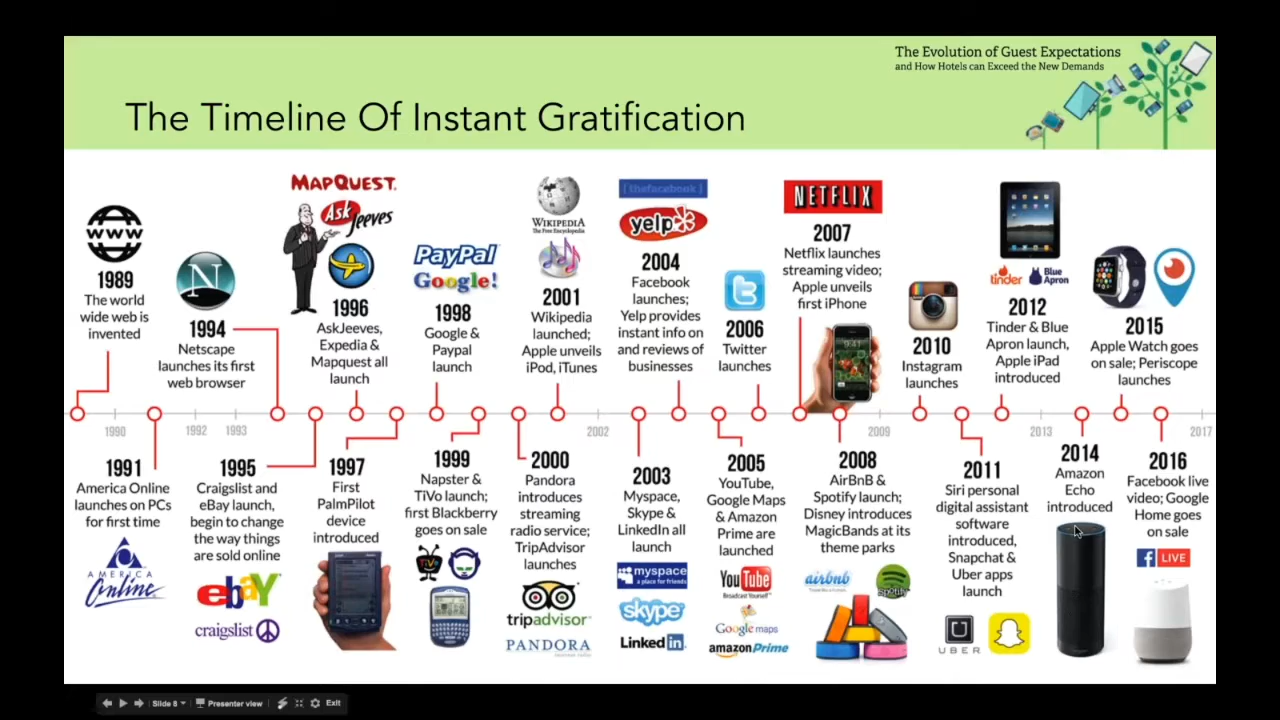 The Evolution of Guest Expectations
and How Hotels can Exceed the New Demands
The Timeline Of Instant Gratification
WWW
1989
The world
wide web is
invented
N
1994
Netscape
launches its first
web browser
MAPQUEST.
Ask
Jeeves
1996
AskJeeves,
Expedia &
Mapquest all
launch
PayPal
Google!
1998
Google &
Paypal
launch
WIKIPEDIA
The Free Encyclopedia
2001
Wikipedia
launched;
Apple unveils
iPod, iTunes
[thefacebook]
yelp
2004
Facebook
launches;
Yelp provides
instant info on
and reviews of
businesses
2006
Twitter
launches
NETFLIX
2007
Netflix launches
streaming video;
Apple unveils
first iPhone
9:41
2010
Instagram
launches
tinder
Blue
Apron
2012
Tinder & Blue
Apron launch,
Apple iPad
introduced
2015
Apple Watch goes
on sale; Periscope
launches
1990
1992
1993
2002
2009
2013
2017
1991
America Online
launches on PCs
for first time
AMERICA
Online
1995
Craigslist and
eBay launch,
begin to change
the way things
are sold online
ebay
craigslist
1997
First
PalmPilot
device
introduced
1999
Napster &
TiVo launch;
first Blackberry
goes on sale
TiVo
2000
Pandora
introduces
streaming
radio service;
TripAdvisor
launches
tripadvisor
PANDORA
2003
Myspace,
Skype &
LinkedIn all
launch
myspace
a place for friends
skype
Linked in
2005
YouTube,
Google Maps
& Amazon
Prime are
launched
YouTube
Broadcast Yourself
Google maps
amazonPrime
2008
AirBnB &
Spotify launch;
Disney introduces
MagicBands at its
theme parks
airbnb
spotify
2011
Siri personal
digital assistant
software
introduced,
Snapchat &
Uber apps
launch
U
UBER
2014
Amazon
Echo
introduced
2016
Facebook live
video; Google
Home goes
on sale
f LIVE
Slide 8
Presenter view
Exit